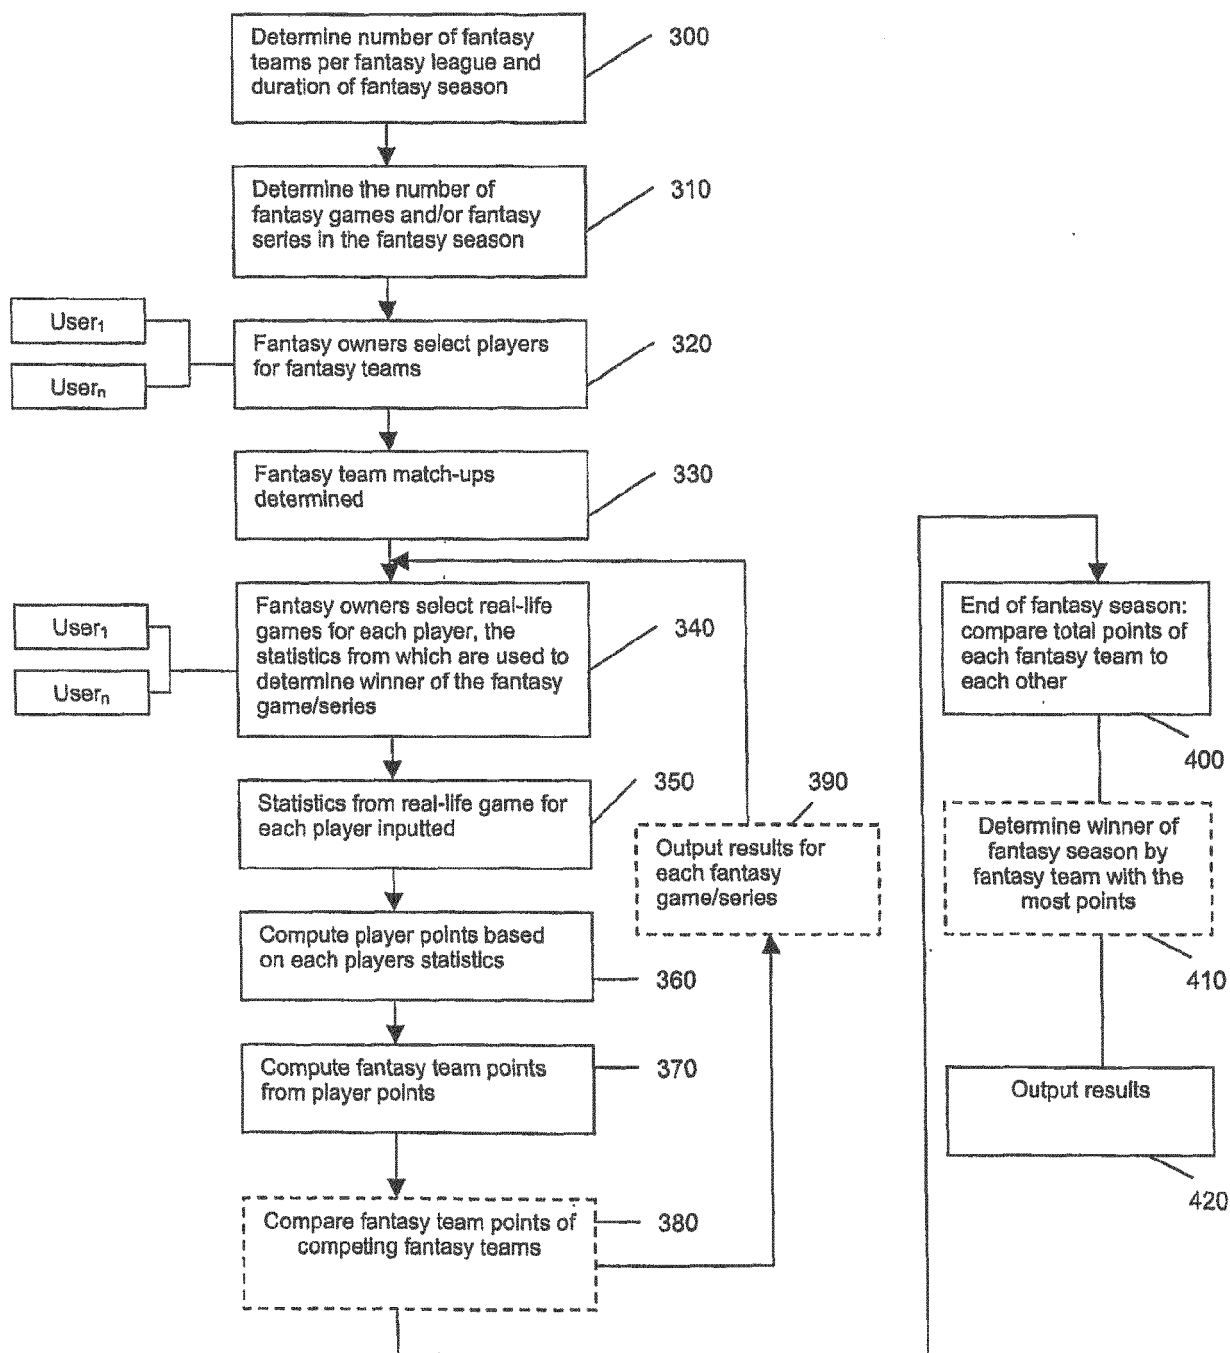 Determine number of fantasy
teams per fantasy league and
duration of fantasy season
300
Determine the number of
fantasy games and/or fantasy
series in the fantasy season
310
User₁
Userₙ
Fantasy owners select players
for fantasy teams
320
Fantasy team match-ups
determined
330
User₁
Userₙ
Fantasy owners select real-life
games for each player, the
statistics from which are used to
determine winner of the fantasy
game/series
340
Statistics from real-life game for
each player inputted
350
Compute player points based
on each players statistics
360
Compute fantasy team points
from player points
370
Compare fantasy team points of
competing fantasy teams
380
390
Output results for
each fantasy
game/series
End of fantasy season:
compare total points of
each fantasy team to
each other
400
Determine winner of
fantasy season by
fantasy team with the
most points
410
Output results
420